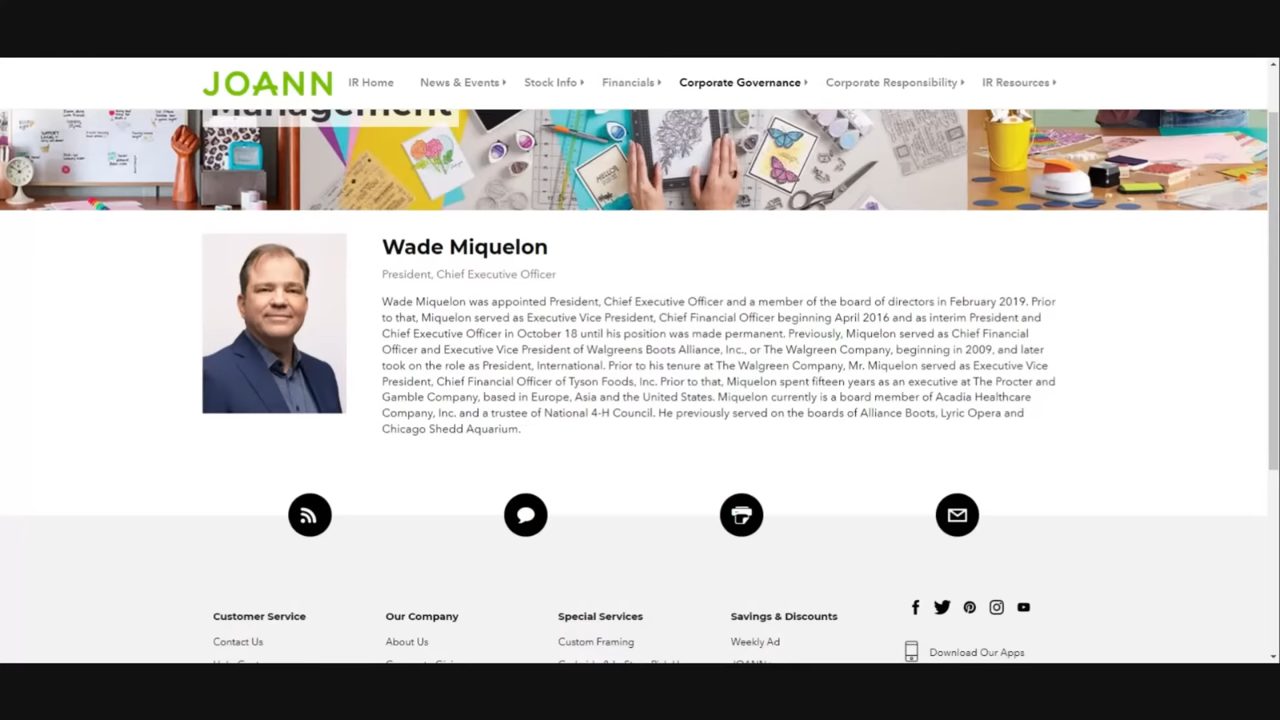 JOANN
IR Home
News & Events
Stock Info
Financials
Corporate Governance
Corporate Responsibility
IR Resources
Management
Wade Miquelon
President, Chief Executive Officer
Wade Miquelon was appointed President, Chief Executive Officer and a member of the board of directors in February 2019. Prior
to that, Miquelon served as Executive Vice President, Chief Financial Officer beginning April 2016 and as interim President and
Chief Executive Officer in October 18 until his position was made permanent. Previously, Miquelon served as Chief Financial
Officer and Executive Vice President of Walgreens Boots Alliance, Inc., or The Walgreen Company, beginning in 2009, and later
took on the role as President, International. Prior to his tenure at The Walgreen Company, Mr. Miquelon served as Executive Vice
President, Chief Financial Officer of Tyson Foods, Inc. Prior to that, Miquelon spent fifteen years as an executive at The Procter and
Gamble Company, based in Europe, Asia and the United States. Miquelon currently is a board member of Acadia Healthcare
Company, Inc. and a trustee of National 4-H Council. He previously served on the boards of Alliance Boots, Lyric Opera and
Chicago Shedd Aquarium.
Customer Service
Contact Us
Our Company
About Us
Special Services
Custom Framing
Savings & Discounts
Weekly Ad
Download Our Apps